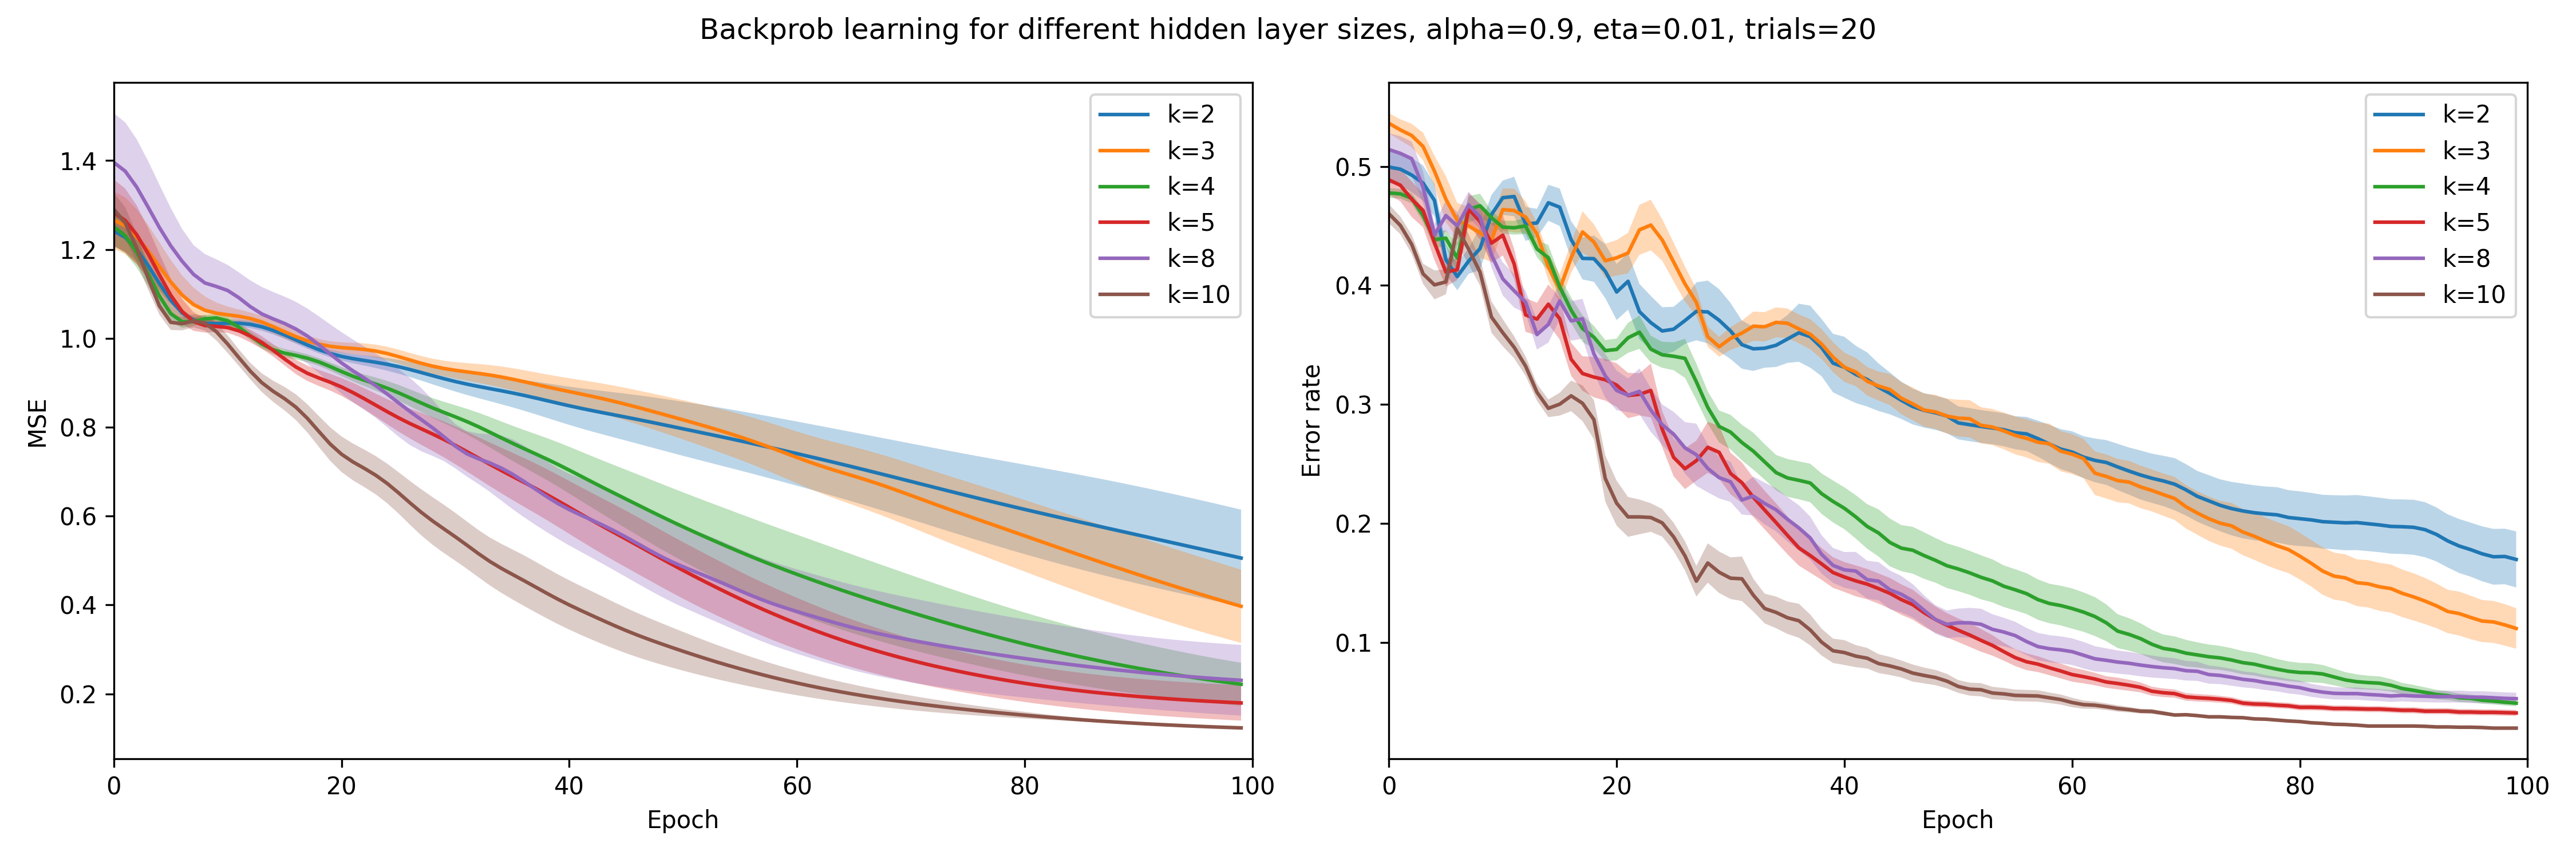 Backprob learning for different hidden layer sizes, alpha=0.9, eta=0.01, trials=20
MSE
1.4
1.2
1.0
0.8
0.6
0.4
0.2
0 20 40 60 80 100
Epoch
k=2
k=3
k=4
k=5
k=8
k=10
Error rate
0.5
0.4
0.3
0.2
0.1
0 20 40 60 80 100
Epoch
k=2
k=3
k=4
k=5
k=8
k=10